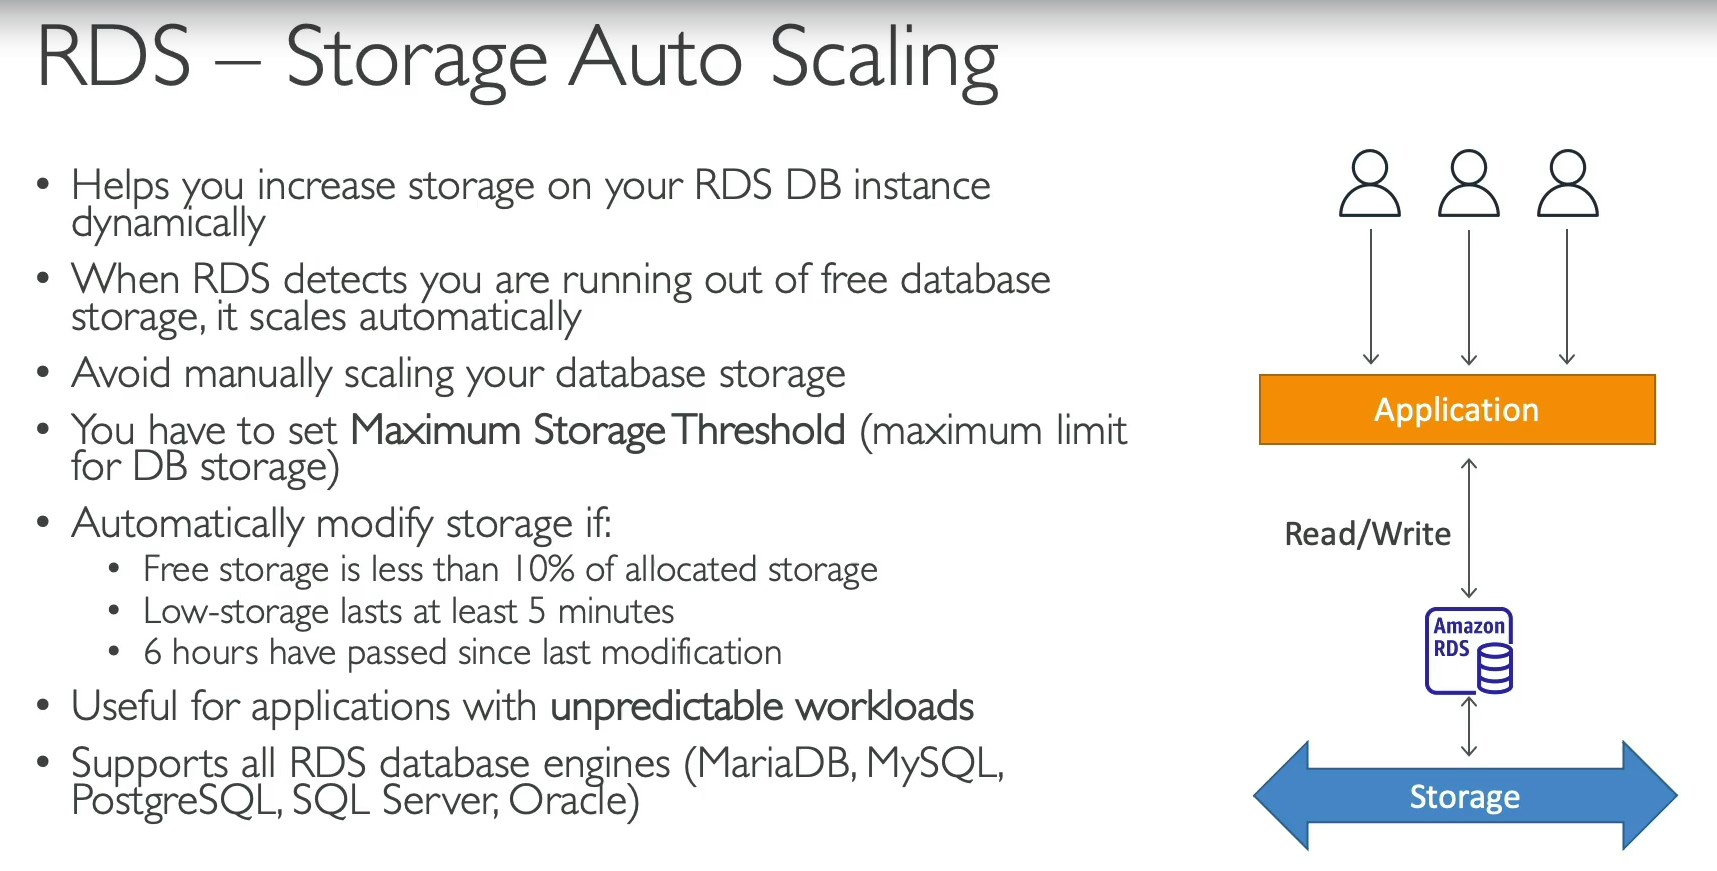 RDS – Storage Auto Scaling
• Helps you increase storage on your RDS DB instance
dynamically
• When RDS detects you are running out of free database
storage, it scales automatically
• Avoid manually scaling your database storage
• You have to set Maximum Storage Threshold (maximum limit
for DB storage)
• Automatically modify storage if:
• Free storage is less than 10% of allocated storage
• Low-storage lasts at least 5 minutes
• 6 hours have passed since last modification
• Useful for applications with unpredictable workloads
• Supports all RDS database engines (MariaDB, MySQL,
PostgreSQL, SQL Server, Oracle)
Application
Read/Write
Amazon
RDS
Storage